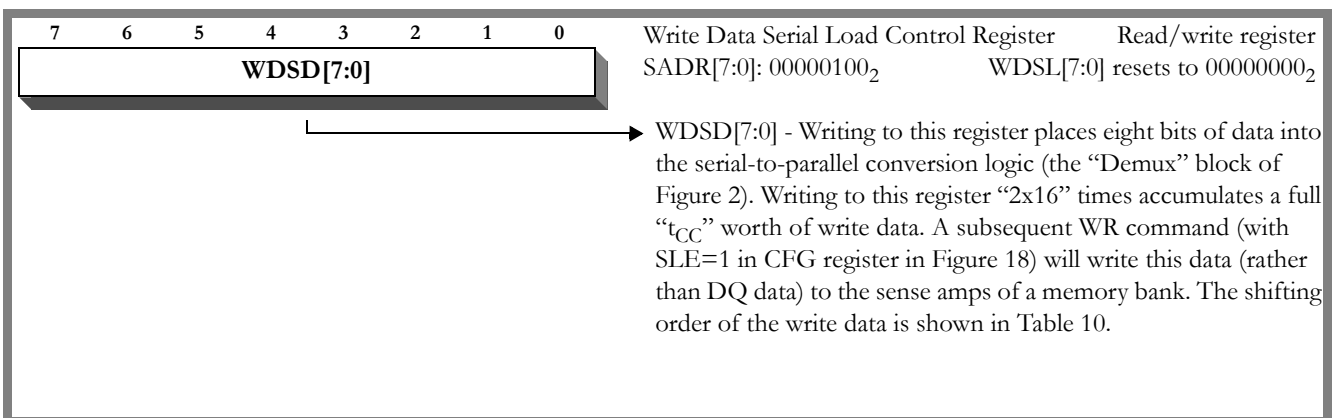 7 6 5 4 3 2 1 0
WDSD[7:0]
Write Data Serial Load Control Register Read/write register
SADR[7:0]: 00000100₂ WDSL[7:0] resets to 00000000₂
WDSD[7:0] - Writing to this register places eight bits of data into
the serial-to-parallel conversion logic (the “Demux” block of
Figure 2). Writing to this register “2x16” times accumulates a full
“tCC” worth of write data. A subsequent WR command (with
SLE=1 in CFG register in Figure 18) will write this data (rather
than DQ data) to the sense amps of a memory bank. The shifting
order of the write data is shown in Table 10.